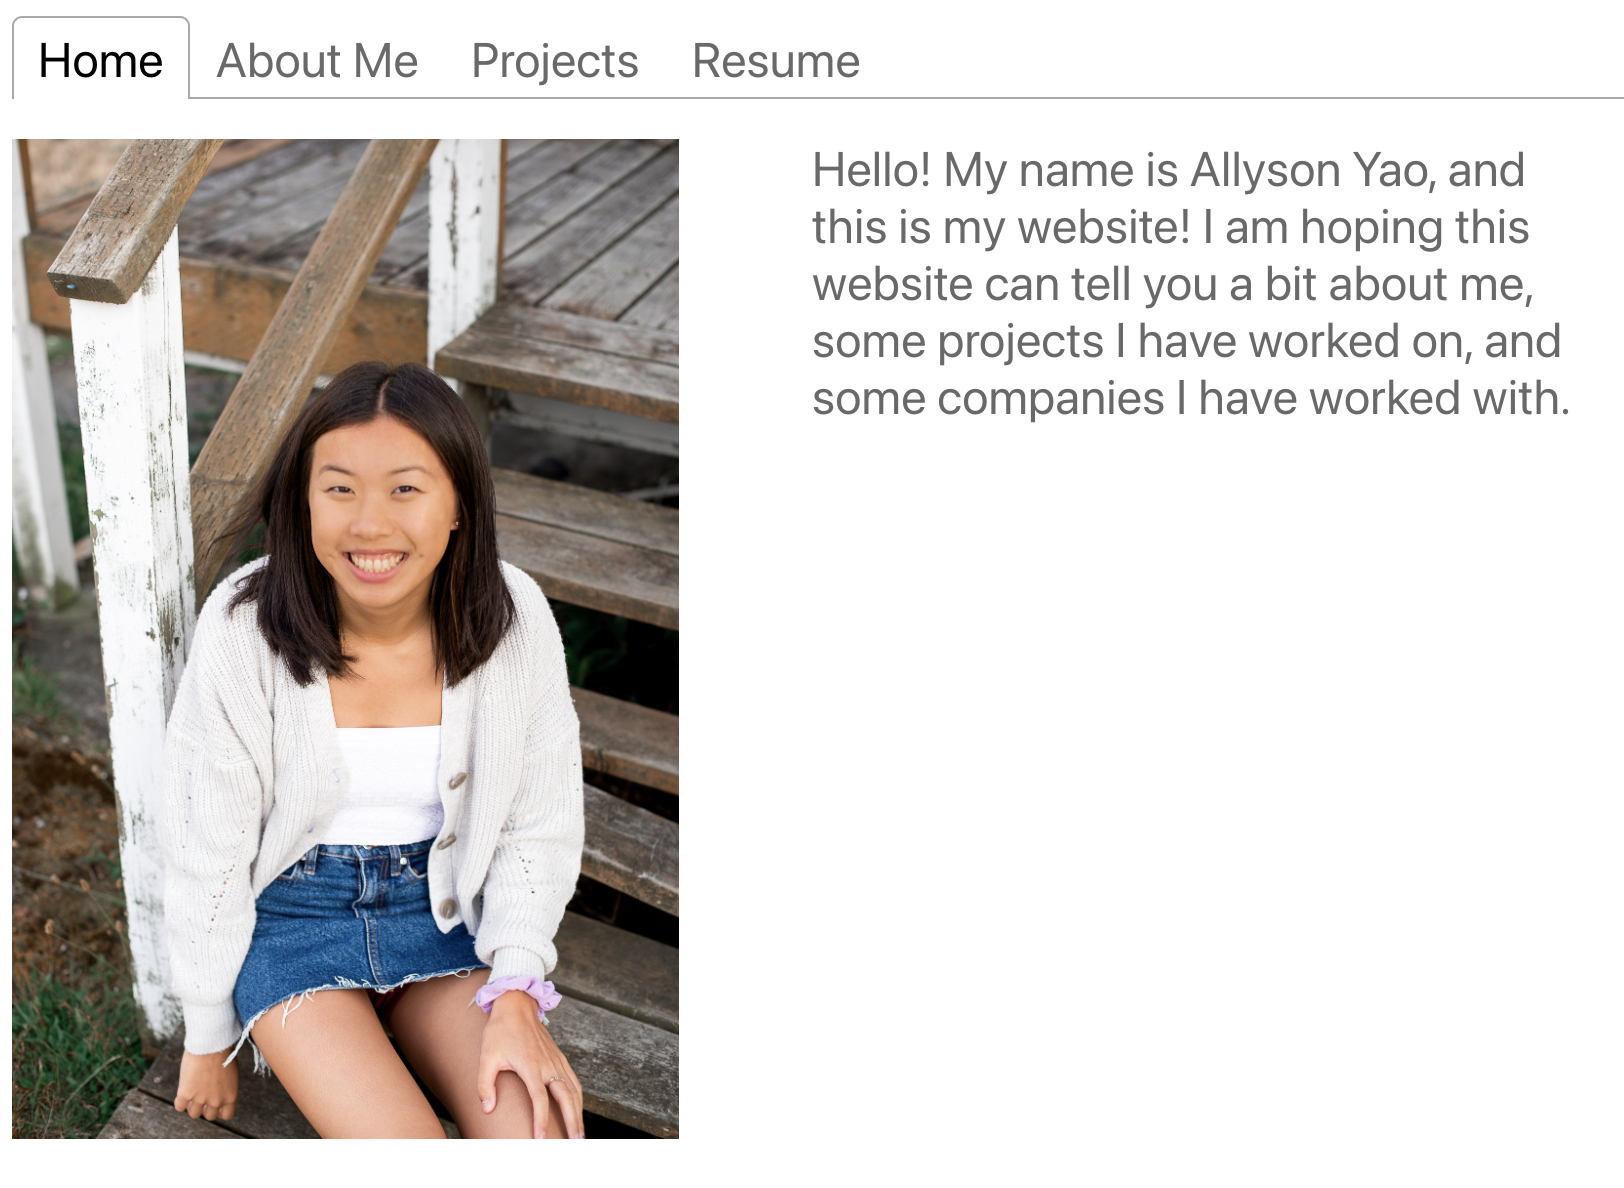 Home About Me Projects Resume
Hello! My name is Allyson Yao, and
this is my website! I am hoping this
website can tell you a bit about me,
some projects I have worked on, and
some companies I have worked with.